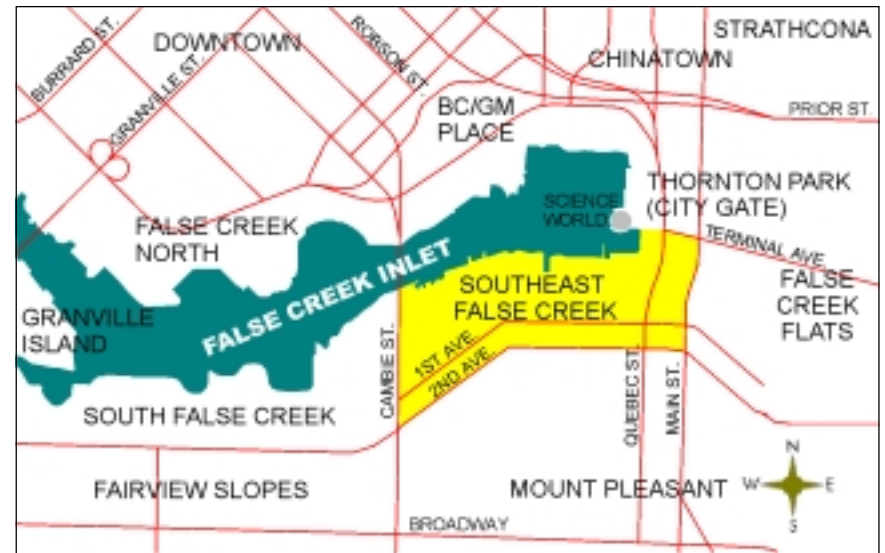 STRATHCONA
DOWNTOWN
BURRARD ST.
ROBSON ST.
CHINATOWN
GRANVILLE ST.
BC/GM
PLACE
PRIOR ST.
THORNTON PARK
(CITY GATE)
SCIENCE
WORLD
FALSE CREEK
NORTH
TERMINAL AVE.
FALSE CREEK INLET
SOUTHEAST
FALSE CREEK
FALSE
CREEK
FLATS
GRANVILLE
ISLAND
CAMBIE ST.
1ST AVE.
2ND AVE.
QUEBEC ST.
MAIN ST.
SOUTH FALSE CREEK
N
W
E
S
FAIRVIEW SLOPES
MOUNT PLEASANT
BROADWAY